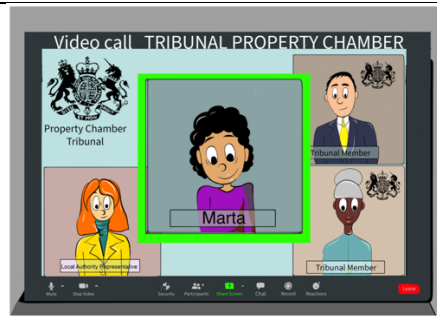 Video call TRIBUNAL PROPERTY CHAMBER
Property Chamber
Tribunal
Tribunal Member
Marta
Local Authority Representative
Tribunal Member
Mute
Stop Video
Security
Participants
Share Screen
Chat
Record
Reactions
Leave